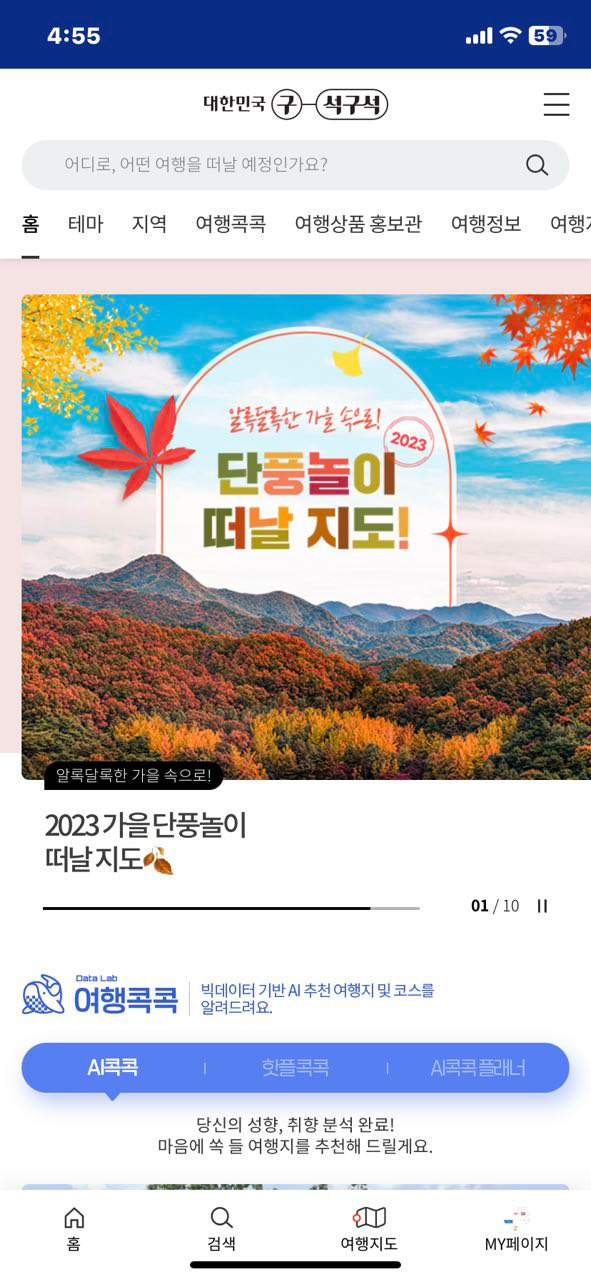 4:55
59
대한민국 구 석구석
어디로, 어떤 여행을 떠날 예정인가요?
홈 테마 지역 여행콕콕 여행상품 홍보관 여행정보
알록달록한 가을 속으로!
2023
단풍놀이
떠날 지도!
알록달록한 가을 속으로!
2023 가을 단풍놀이
떠날 지도🍂
01 / 10
Data Lab
여행콕콕
빅데이터 기반 AI 추천 여행지 및 코스를
알려드려요.
AI콕콕 핫플콕콕 AI콕콕 플래너
당신의 성향, 취향 분석 완료!
마음에 쏙 들 여행지를 추천해 드릴게요.
홈 검색 여행지도 MY페이지